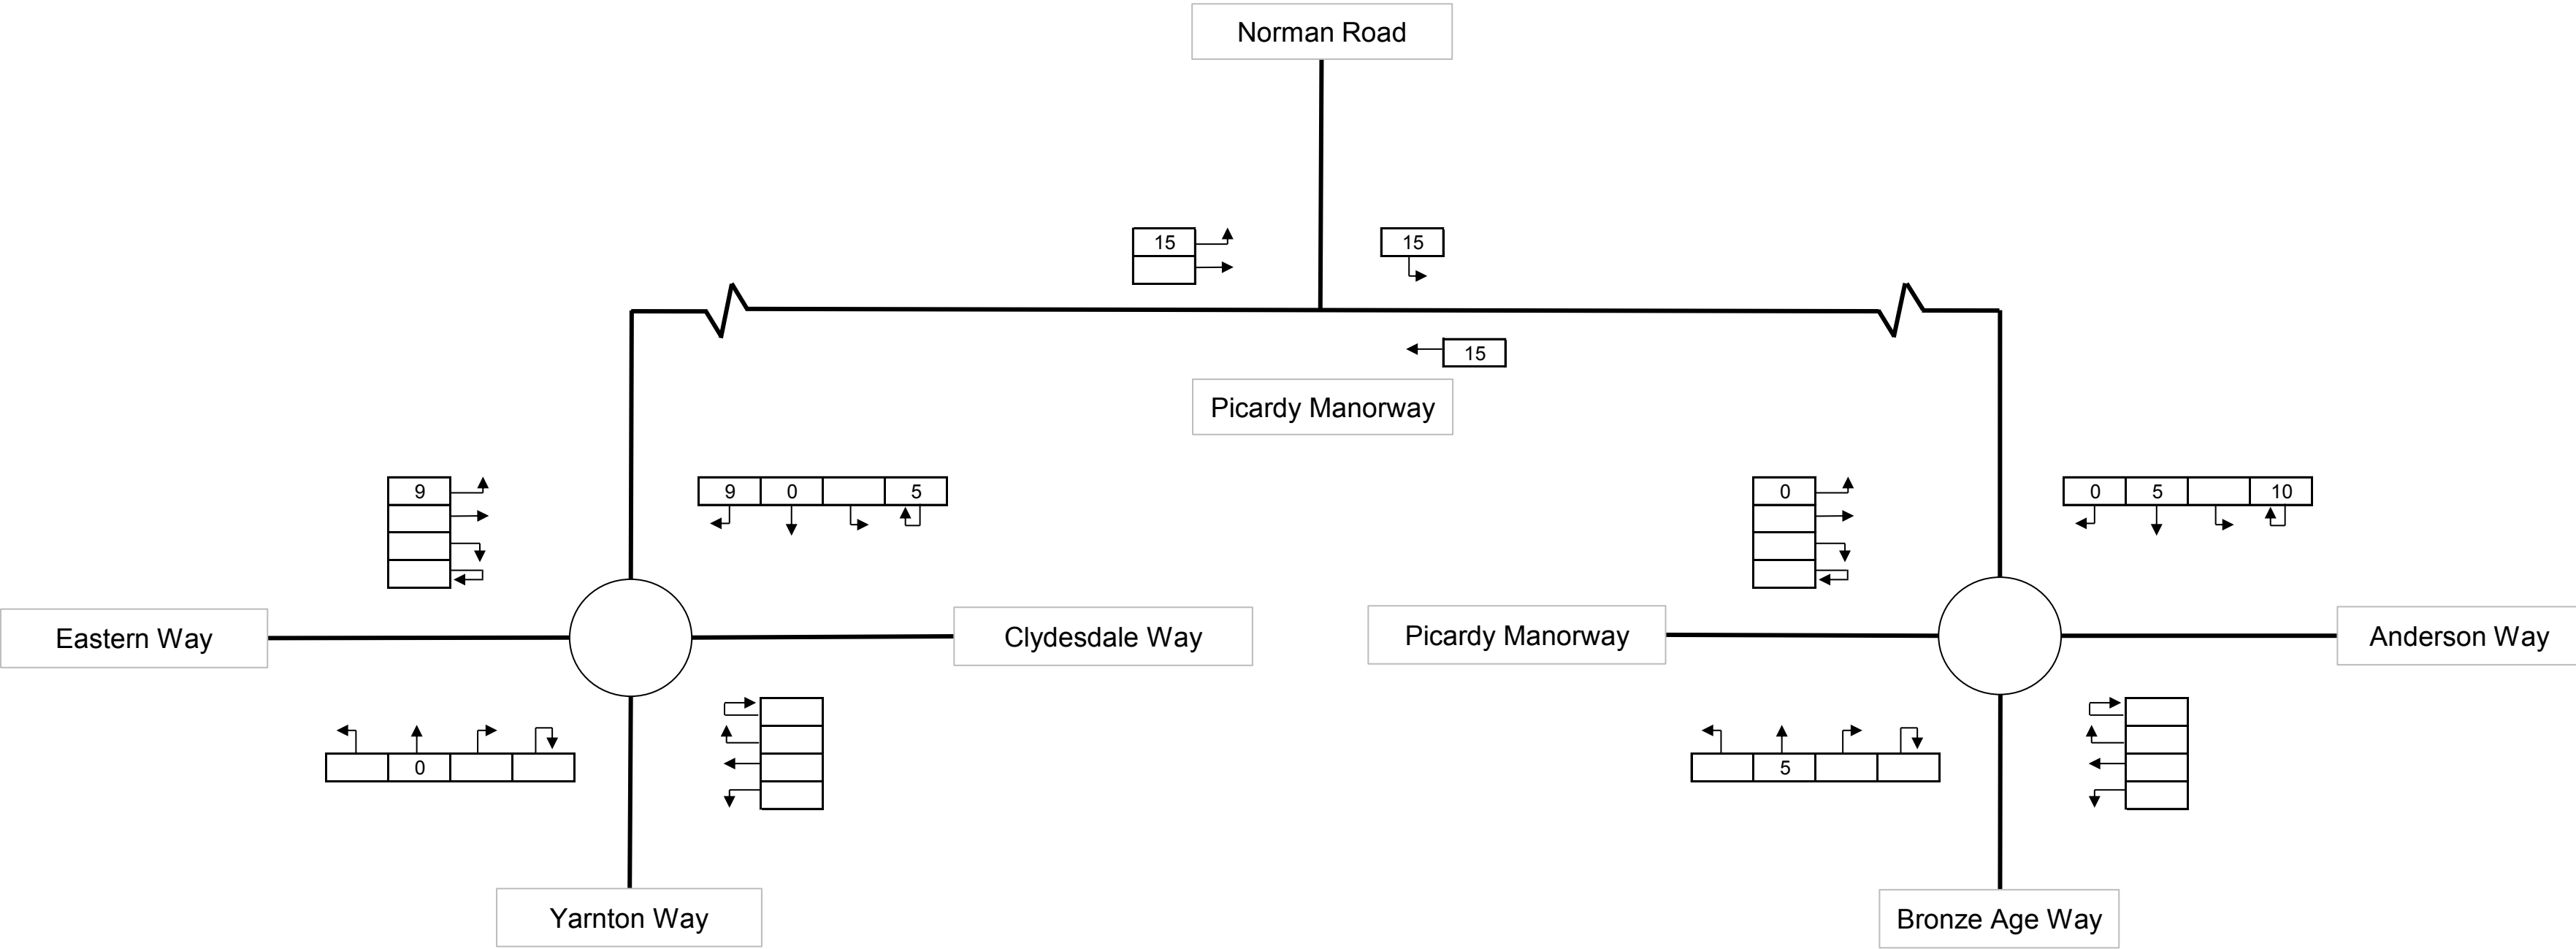 Norman Road
15
15
15
Picardy Manorway
9
9 0 5
0
0 5 10
Eastern Way
Clydesdale Way
Picardy Manorway
Anderson Way
0
5
Yarnton Way
Bronze Age Way